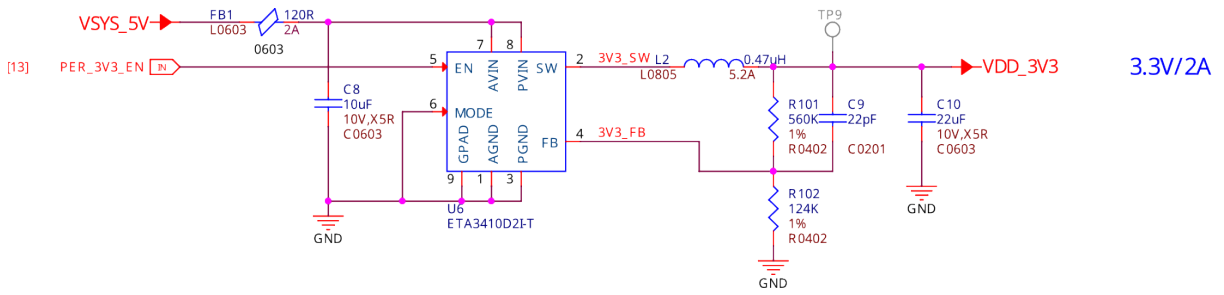 TP9
FB1 120R
VSYS_5V
L0603 2A
0603
7 8
3V3_SW L2 0.47uH
[13] PER_3V3_EN IN 5 EN AVIN PVIN SW 2
L0805 5.2A
VDD_3V3 3.3V/2A
C8
10uF
10V,X5R
C0603
6 MODE
R101
560K
1%
R0402
C9
22pF
C0201
C10
22uF
10V,X5R
C0603
GPAD AGND PGND FB 4 3V3_FB
9 1 3
U6
ETA3410D2I-T
R102
124K
1%
R0402
GND
GND
GND